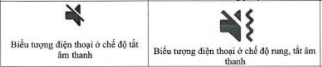 Biểu tượng điện thoại ở chế độ tắt
âm thanh
Biểu tượng điện thoại ở chế độ rung, tắt âm
thanh